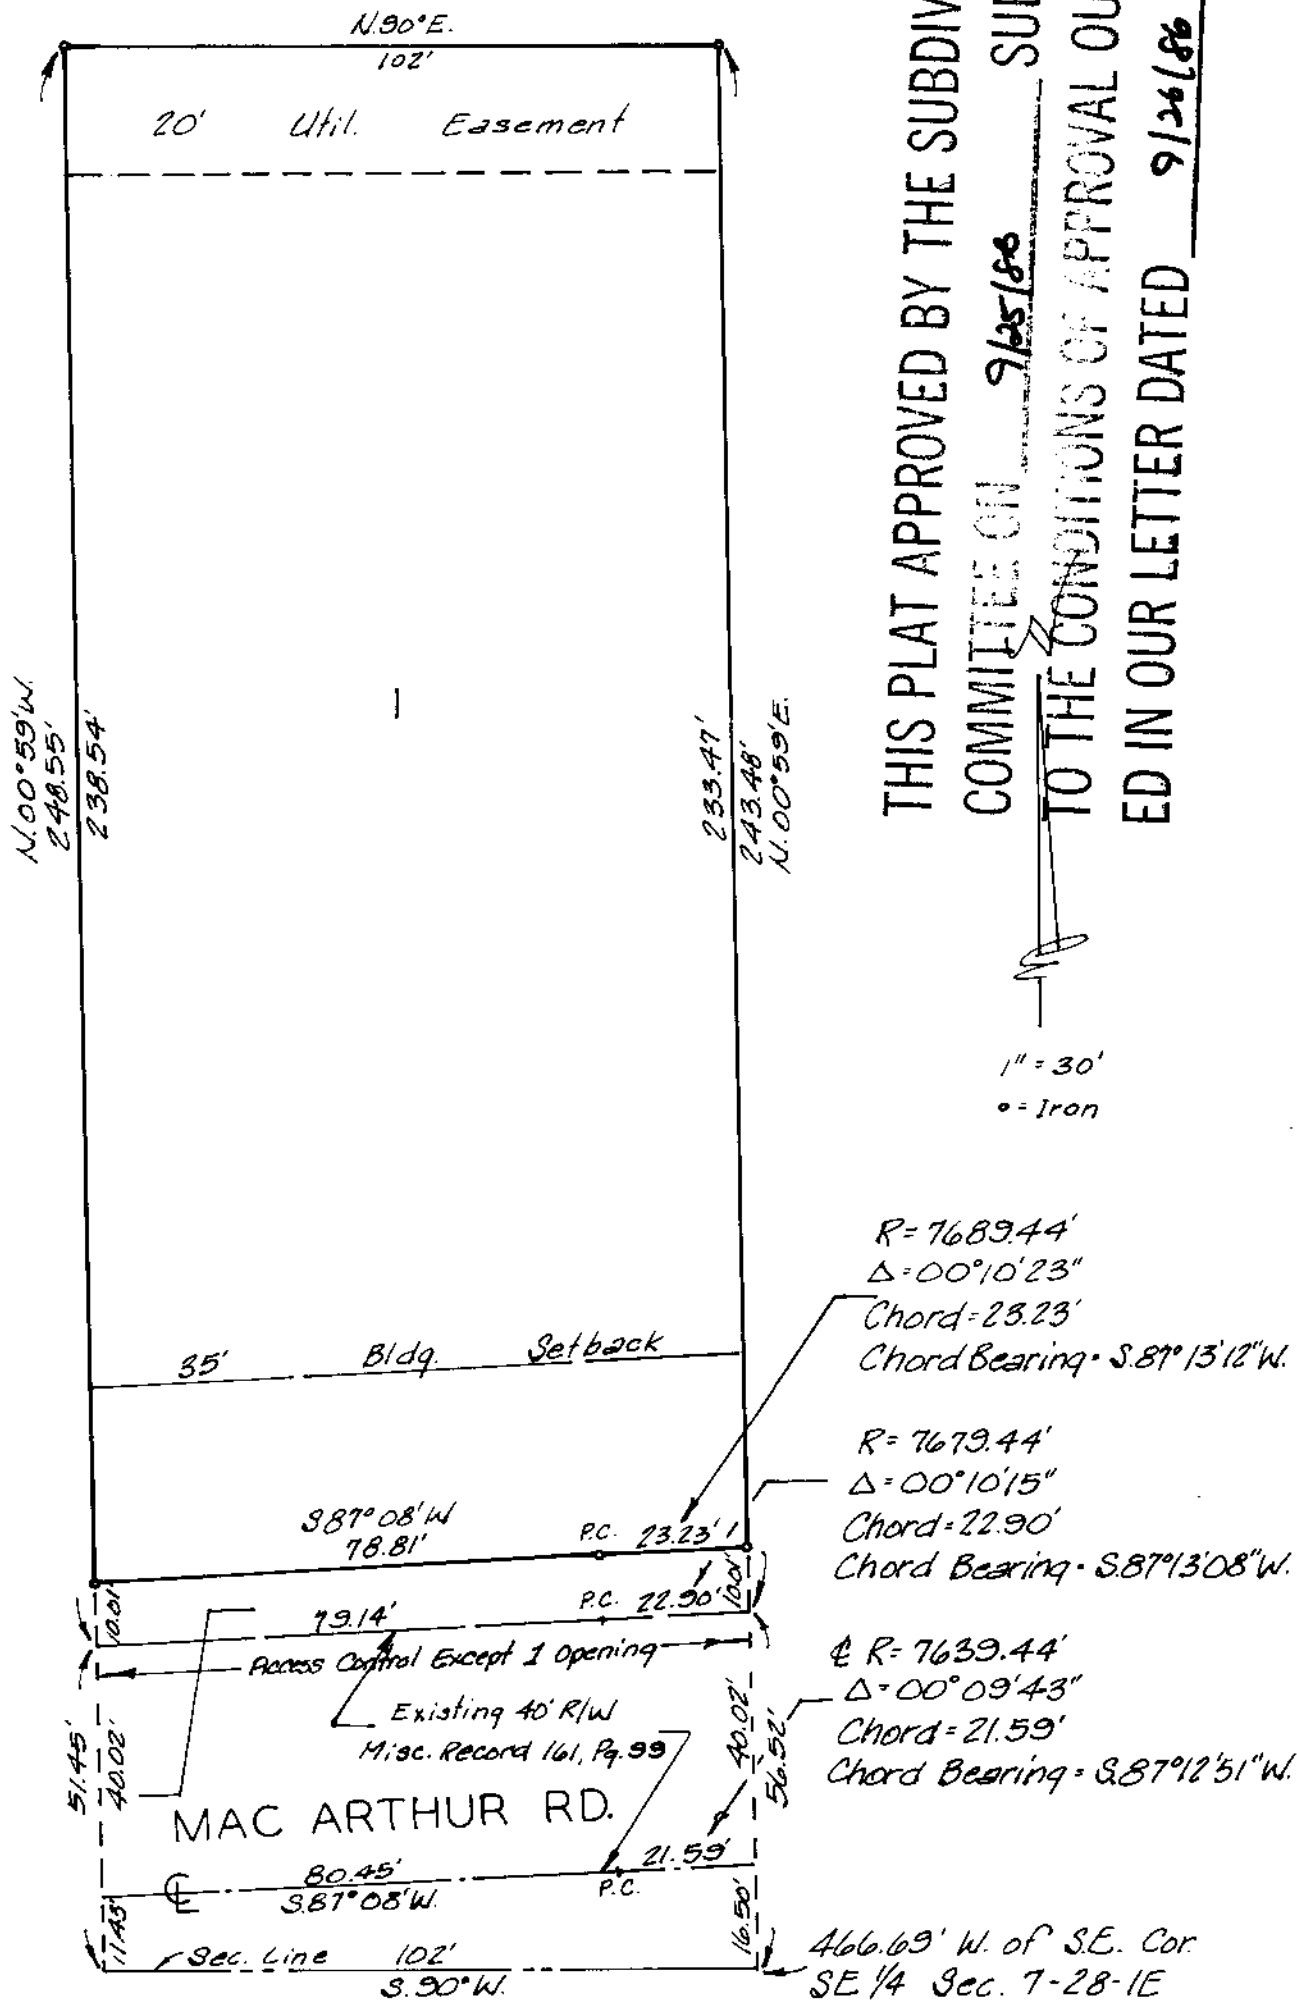 N.90°E.
102'
20' Util. Easement
N.00°59'W.
248.55'
238.54'
1
233.47'
243.48'
N.00°59'E.
THIS PLAT APPROVED BY THE SUBDIV
COMMITTEE ON 9/25/86 SU
TO THE CONDITIONS OF APPROVAL OU
ED IN OUR LETTER DATED 9/26/86
1" = 30'
o = Iron
35' Bldg. Setback
R= 7689.44'
Δ=00°10'23"
Chord=23.23'
Chord Bearing= S.87°13'12"W.
R= 7679.44'
Δ=00°10'15"
Chord=22.90'
Chord Bearing= S.87°13'08"W.
℄ R= 7639.44'
Δ=00°09'43"
Chord=21.59'
Chord Bearing= S.87°12'51"W.
S87°08'W
78.81'
P.C. 23.23'
10.01'
79.14'
P.C. 22.90'
10.01'
Access Control Except 1 Opening
Existing 40' R/W
Misc. Record 161, Pg. 99
51.45'
40.02'
40.02'
56.52'
MAC ARTHUR RD.
℄ 80.45'
S.87°08'W.
21.59'
P.C.
11.43'
16.50'
Sec. Line 102'
S.90°W.
466.69' W. of S.E. Cor.
SE 1/4 Sec. 7-28-1E